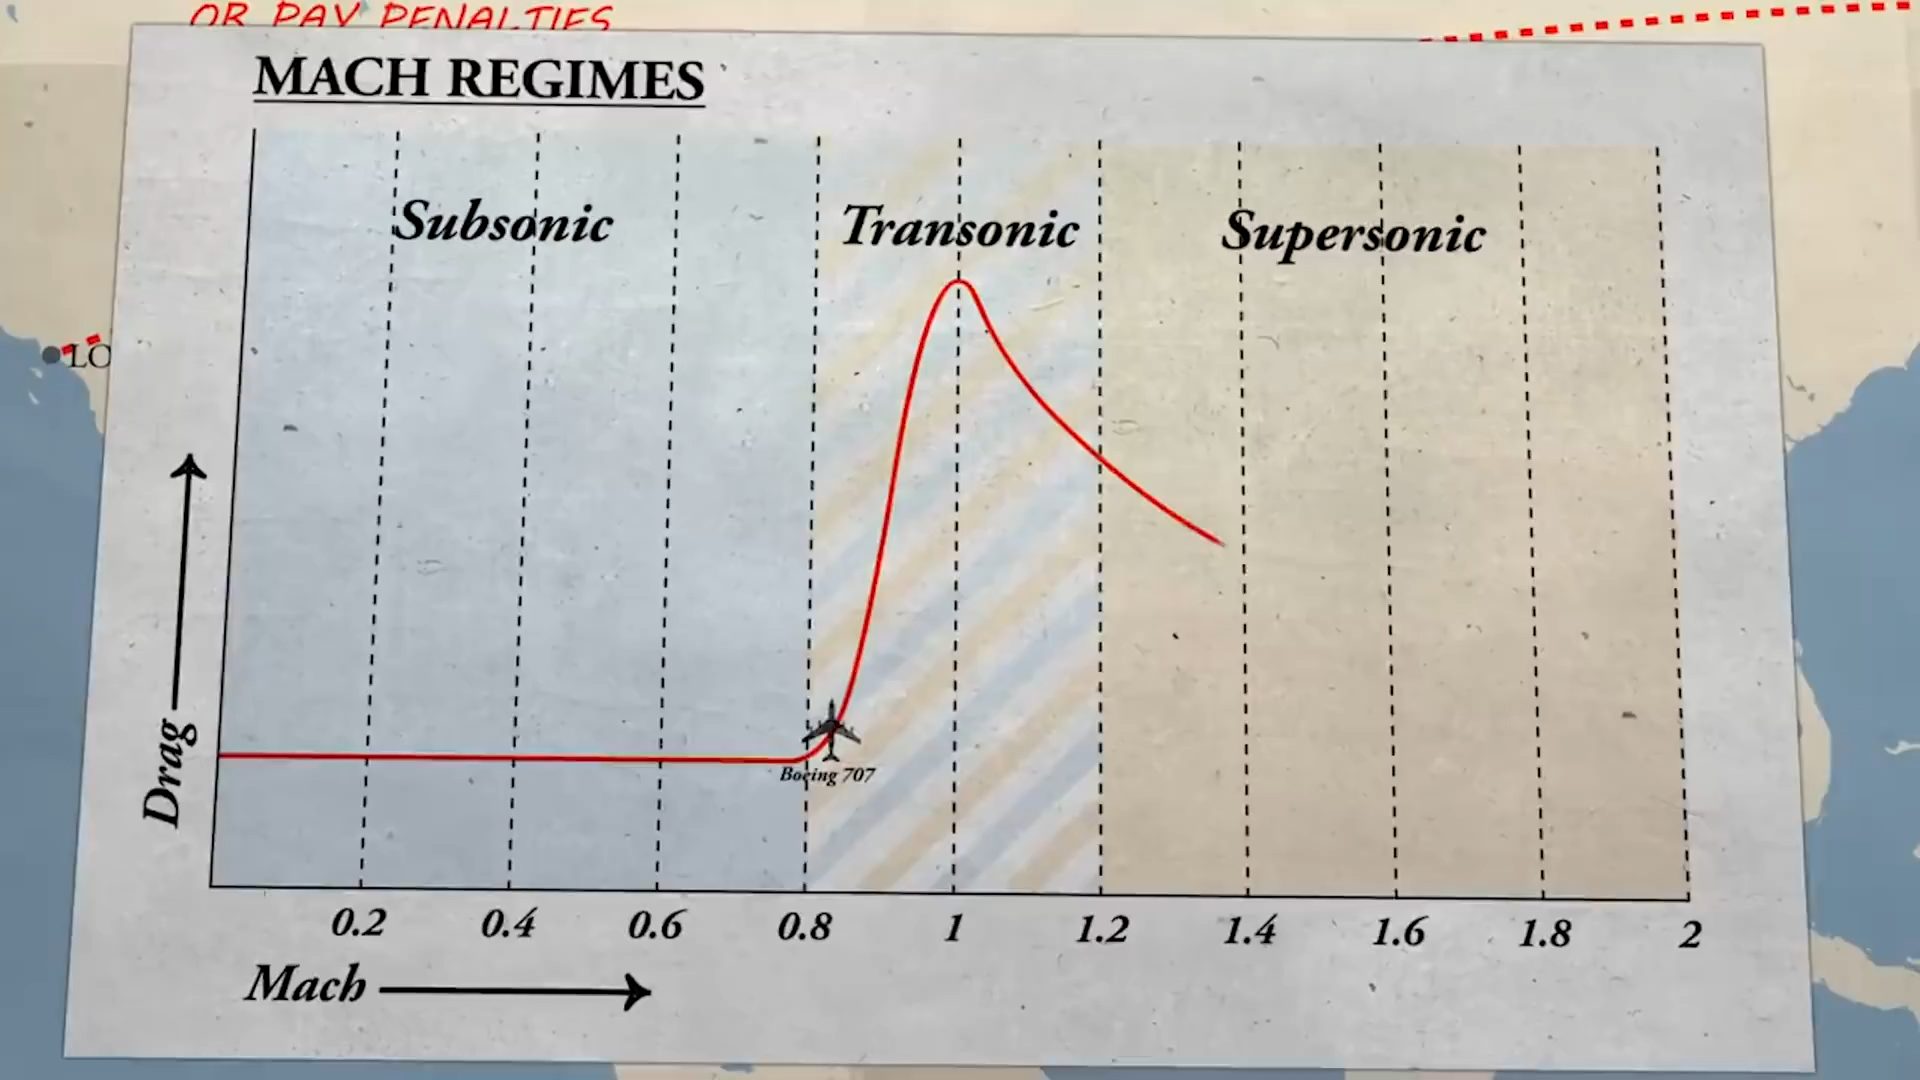 OR PAY PENALTIES
MACH REGIMES
Subsonic
Transonic
Supersonic
LO
Drag
Boeing 707
0.2 0.4 0.6 0.8 1 1.2 1.4 1.6 1.8 2
Mach